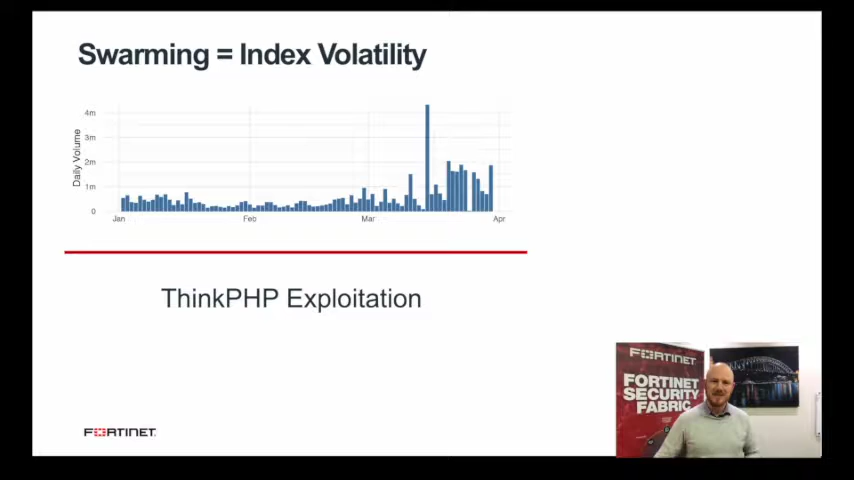 Swarming = Index Volatility
Daily Volume
4m
3m
2m
1m
0
Jan
Feb
Mar
Apr
ThinkPHP Exploitation
FORTINET
FORTINET
FORTINET
SECURITY
FABRIC